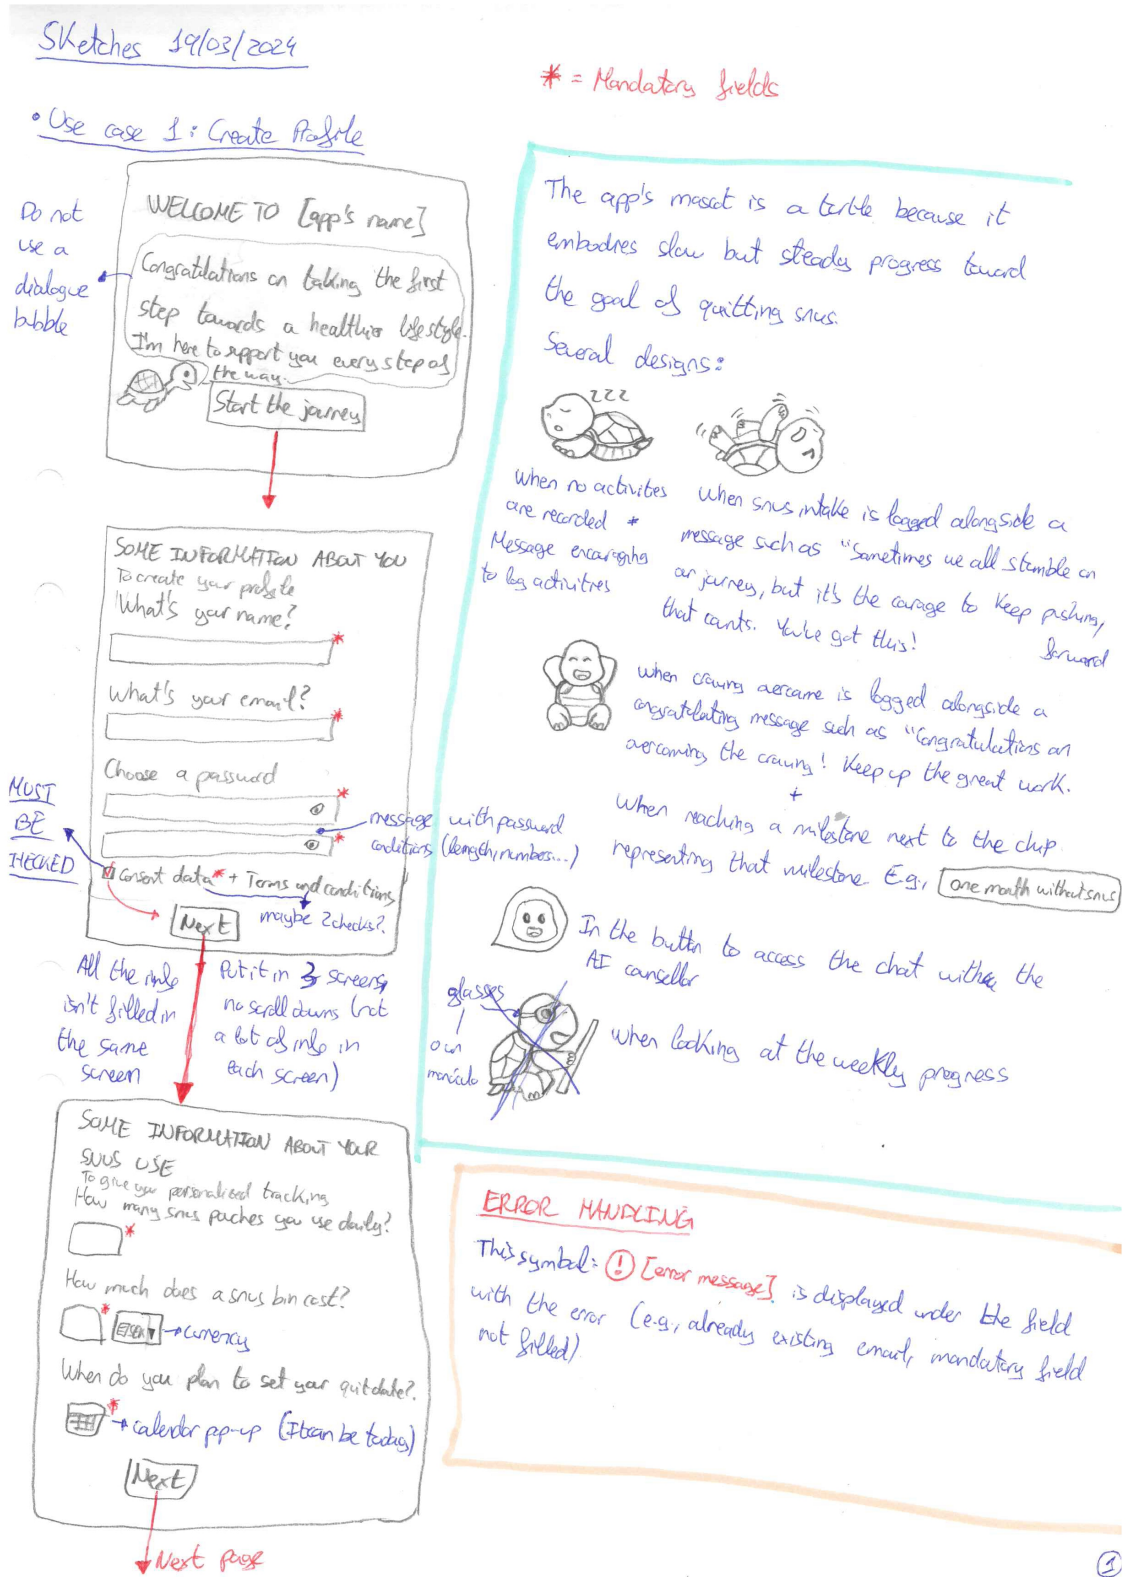 Sketches 19/03/2024
* = Mandatory fields
• Use case 1: Create Profile
Do not
use a
dialogue
bubble
WELCOME TO [app's name]
Congratulations on taking the first
step towards a healthier lifestyle.
I'm here to support you every step of
the way.
Start the journey
SOME INFORMATION ABOUT YOU
To create your profile
What's your name?
*
What's your email?
*
Choose a password
*
*
message with password
conditions (length, numbers...)
MUST
BE
CHECKED
Consent data* + Terms and conditions
maybe 2 checks?
Next
All the info
isn't filled in
the same
screen
Put it in 3 screens,
no scroll downs (not
a lot of info in
each screen)
SOME INFORMATION ABOUT YOUR
SNUS USE
To give you personalised tracking
How many snus pouches you use daily?
*
How much does a snus bin cost?
*
SEK
currency
When do you plan to set your quit date?
*
calendar pop-up (It can be today)
Next
Next page
The app's mascot is a turtle because it
embodies slow but steady progress toward
the goal of quitting snus.
Several designs:
zzz
when no activities
are recorded *
Message encouraging
to log activities
when snus intake is logged alongside a
message such as "Sometimes we all stumble on
our journey, but it's the courage to keep pushing,
forward
that counts. You've got this!
when craving overcame is logged alongside a
congratulating message such as "Congratulations on
overcoming the craving! Keep up the great work.
+
when reaching a milestone next to the chip
representing that milestone. E.g., one month without snus
In the button to access the chat with the
AI counsellor
glasses
when looking at the weekly progress
ERROR HANDLING
This symbol: ! [error message] is displayed under the field
with the error (e.g., already existing email, mandatory field
not filled)
1